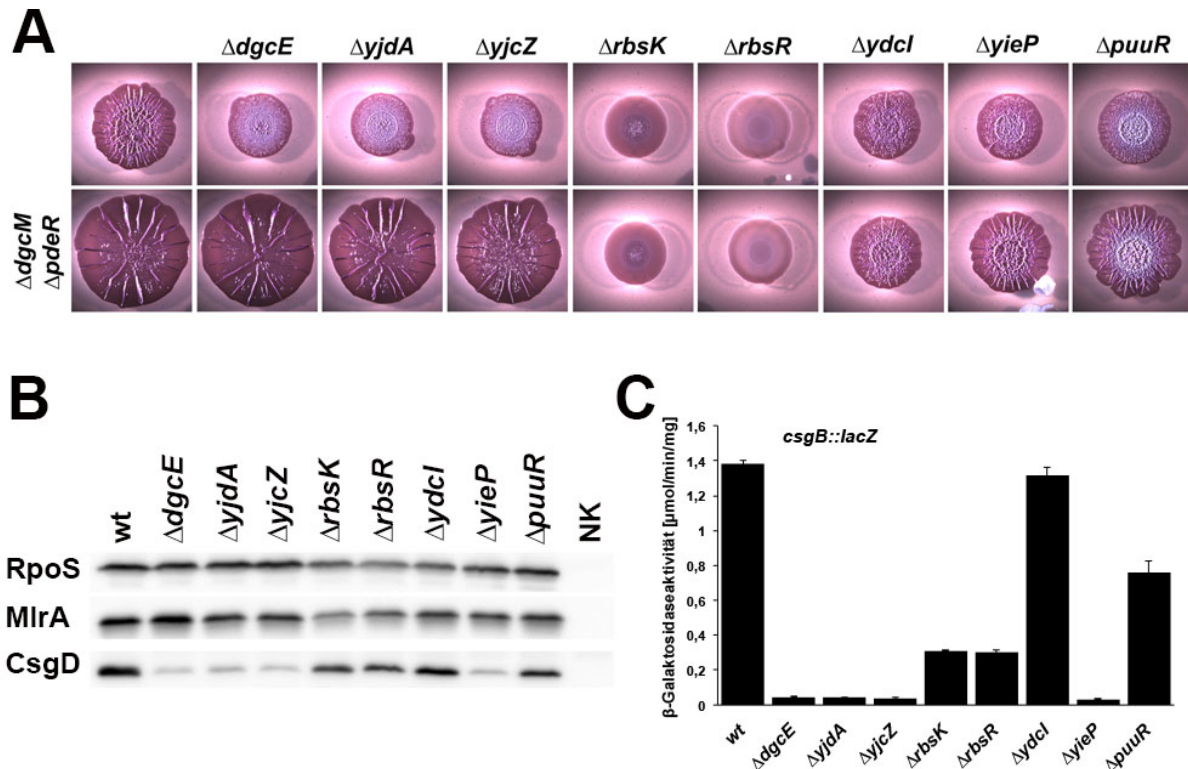 A
ΔdgcE ΔyjdA ΔyjcZ ΔrbsK ΔrbsR ΔydcI ΔyieP ΔpuuR
ΔdgcM
ΔpdeR
B
wt ΔdgcE ΔyjdA ΔyjcZ ΔrbsK ΔrbsR ΔydcI ΔyieP ΔpuuR NK
RpoS
MlrA
CsgD
C
csgB::lacZ
β-Galaktosidaseaktivität [µmol/min/mg]
1,6
1,4
1,2
1
0,8
0,6
0,4
0,2
0
wt ΔdgcE ΔyjdA ΔyjcZ ΔrbsK ΔrbsR ΔydcI ΔyieP ΔpuuR